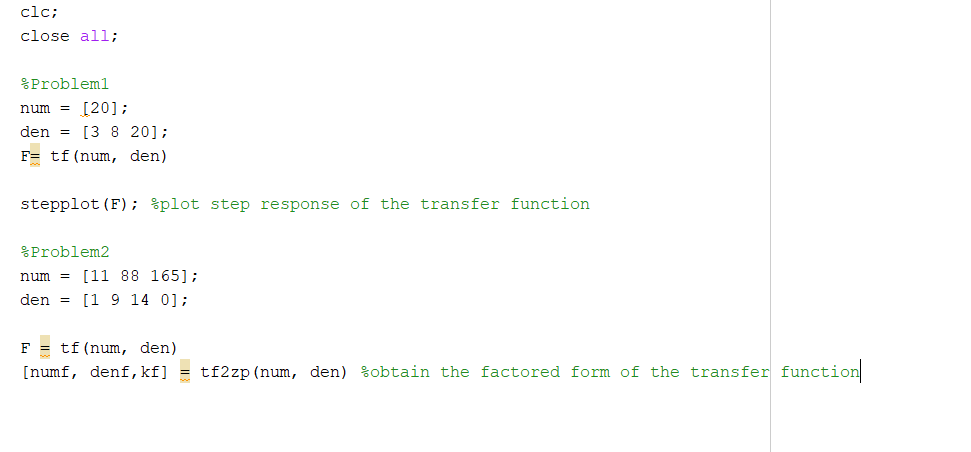 clc;
close all;
%Problem1
num = [20];
den = [3 8 20];
F= tf(num, den)
stepplot(F); %plot step response of the transfer function
%Problem2
num = [11 88 165];
den = [1 9 14 0];
F = tf(num, den)
[numf, denf,kf] = tf2zp(num, den) %obtain the factored form of the transfer function